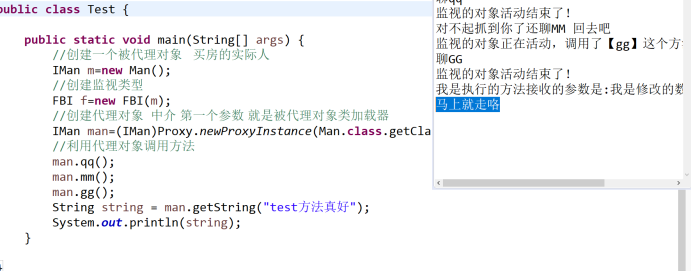 public class Test {
public static void main(String[] args) {
//创建一个被代理对象 买房的实际人
IMan m=new Man();
//创建监视类型
FBI f=new FBI(m);
//创建代理对象 中介 第一个参数 就是被代理对象类加载器
IMan man=(IMan)Proxy.newProxyInstance(Man.class.getCla
//利用代理对象调用方法
man.qq();
man.mm();
man.gg();
String string = man.getString("test方法真好");
System.out.println(string);
}
}
聊qq
监视的对象活动结束了!
对不起抓到你了还聊MM 回去吧
监视的对象正在活动，调用了【gg】这个方
聊GG
监视的对象活动结束了!
我是执行的方法接收的参数是:我是修改的数
马上就走咯